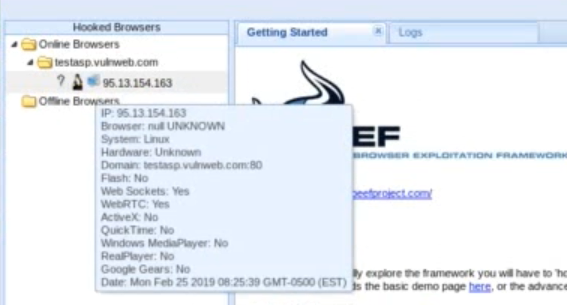 Hooked Browsers
Online Browsers
testasp.vulnweb.com
? 95.13.154.163
Offline Browsers
IP: 95.13.154.163
Browser: null UNKNOWN
System: Linux
Hardware: Unknown
Domain: testasp.vulnweb.com:80
Flash: No
Web Sockets: Yes
WebRTC: Yes
ActiveX: No
QuickTime: No
Windows MediaPlayer: No
RealPlayer: No
Google Gears: No
Date: Mon Feb 25 2019 08:25:39 GMT-0500 (EST)
Getting Started
Logs
EF
BROWSER EXPLOITATION FRAMEWORK
beefproject.com/
lly explore the framework you will have to 'ho
ds the basic demo page here, or the advance